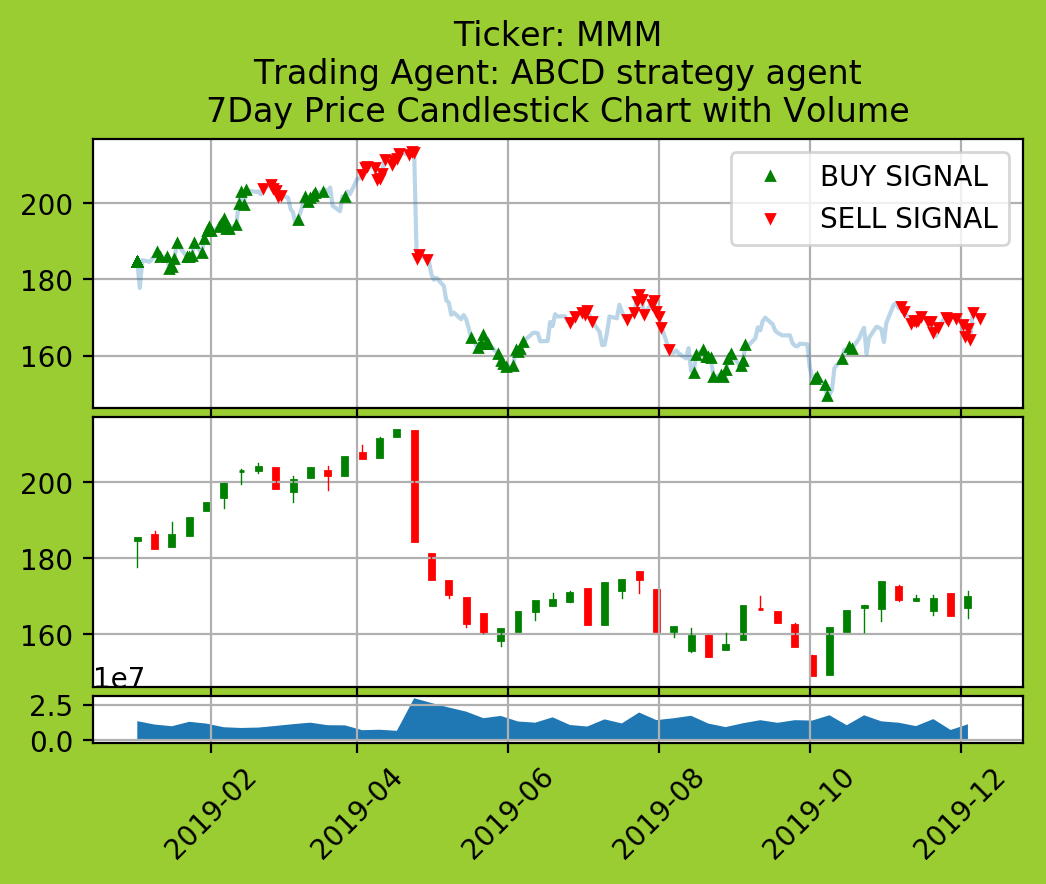 Ticker: MMM
Trading Agent: ABCD strategy agent
7Day Price Candlestick Chart with Volume
BUY SIGNAL
SELL SIGNAL
200
180
160
200
180
160
1e7
2.5
0.0
2019-02
2019-04
2019-06
2019-08
2019-10
2019-12